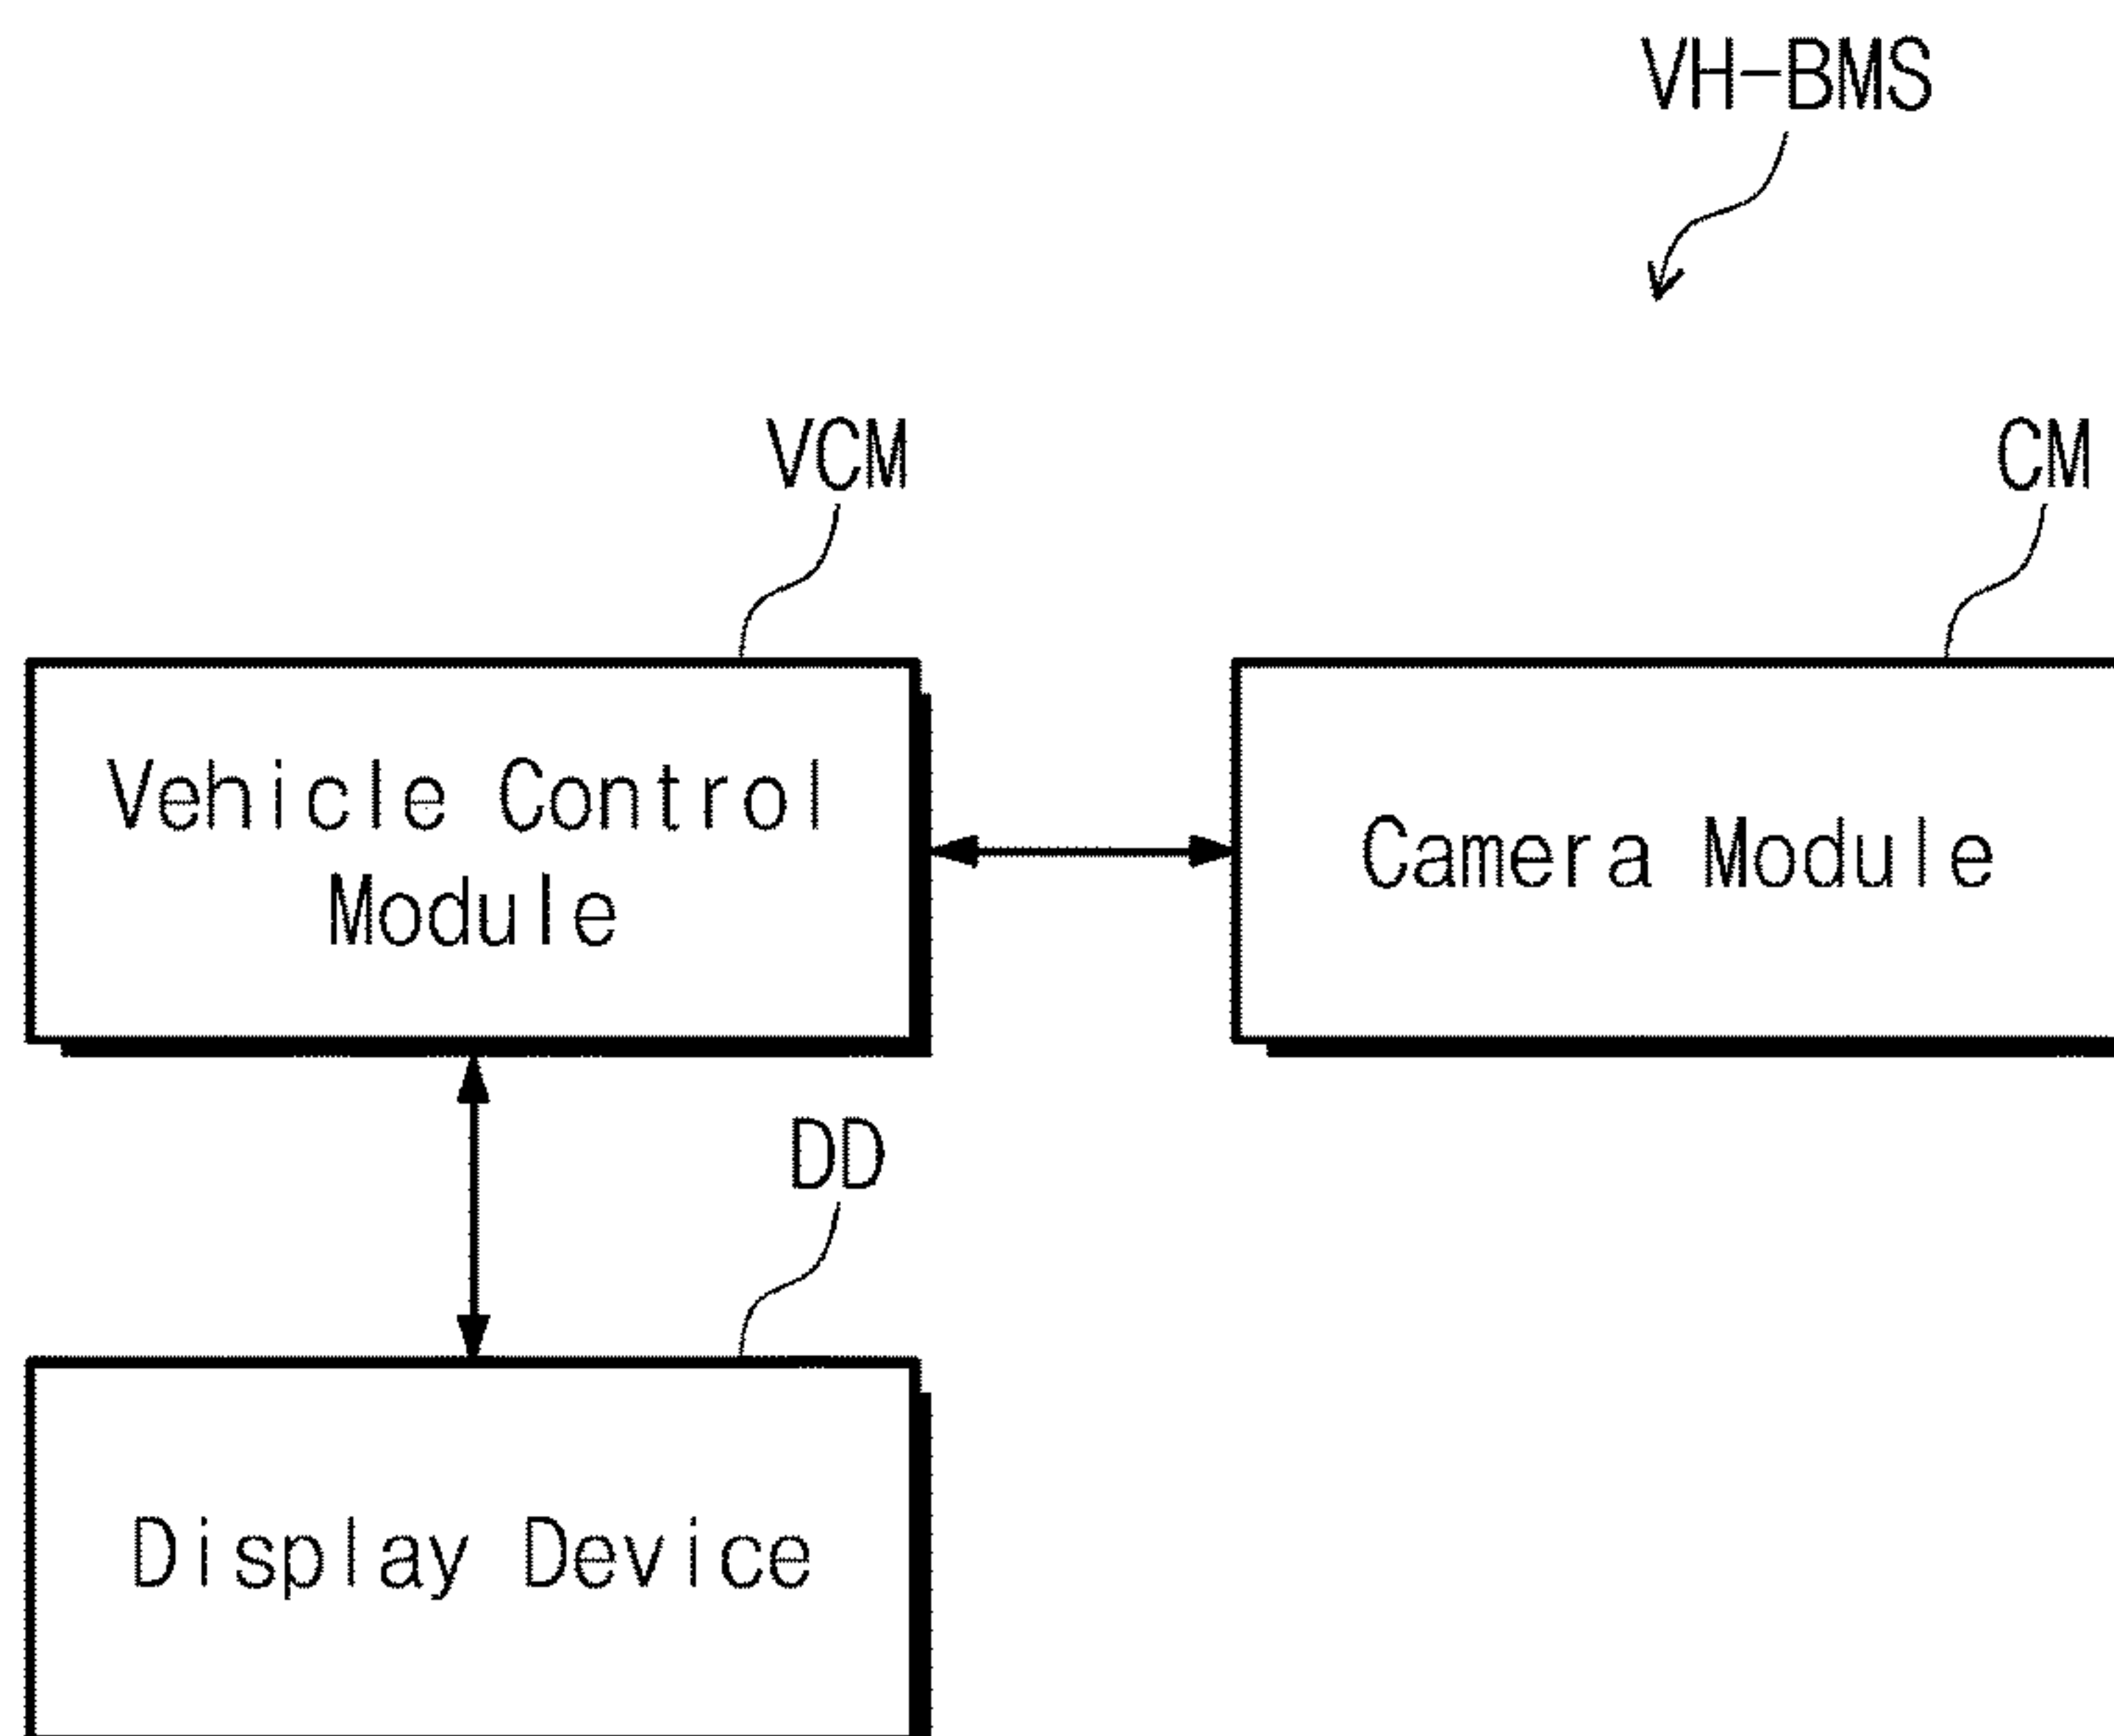 VH-BMS
VCM
CM
Vehicle Control
Module
Camera Module
DD
Display Device